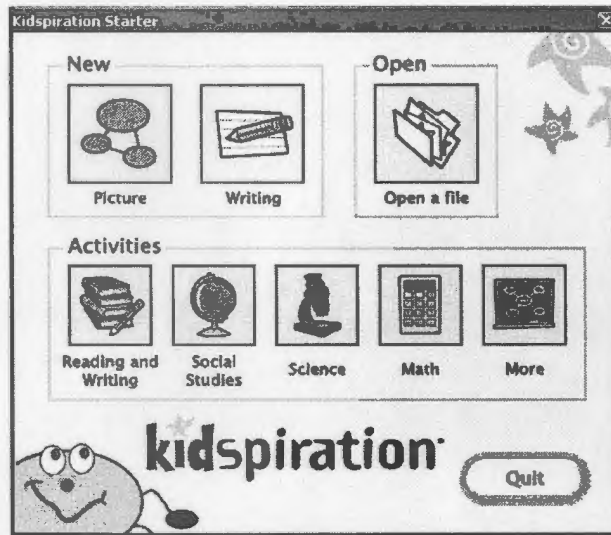 Kidspiration Starter
New
Open
Picture
Writing
Open a file
Activities
Reading and
Writing
Social
Studies
Science
Math
More
kidspiration
Quit